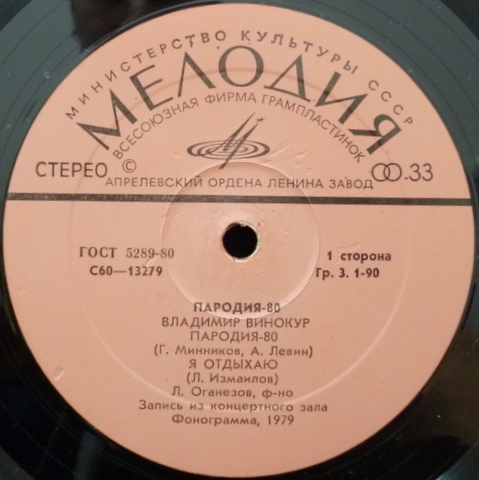 МИНИСТЕРСТВО КУЛЬТУРЫ СССР
МЕЛОДИЯ
ВСЕСОЮЗНАЯ ФИРМА ГРАМПЛАСТИНОК
СТЕРЕО © 33
АПРЕЛЕВСКИЙ ОРДЕНА ЛЕНИНА ЗАВОД
ГОСТ 5289-80 1 сторона
С60—13279 Гр. 3. 1-90
ПАРОДИЯ-80
ВЛАДИМИР ВИНОКУР
ПАРОДИЯ-80
(Г. Минников, А. Левин)
Я ОТДЫХАЮ
(Л. Измаилов)
Л. Оганезов, ф-но
Запись из концертного зала
Фонограмма, 1979